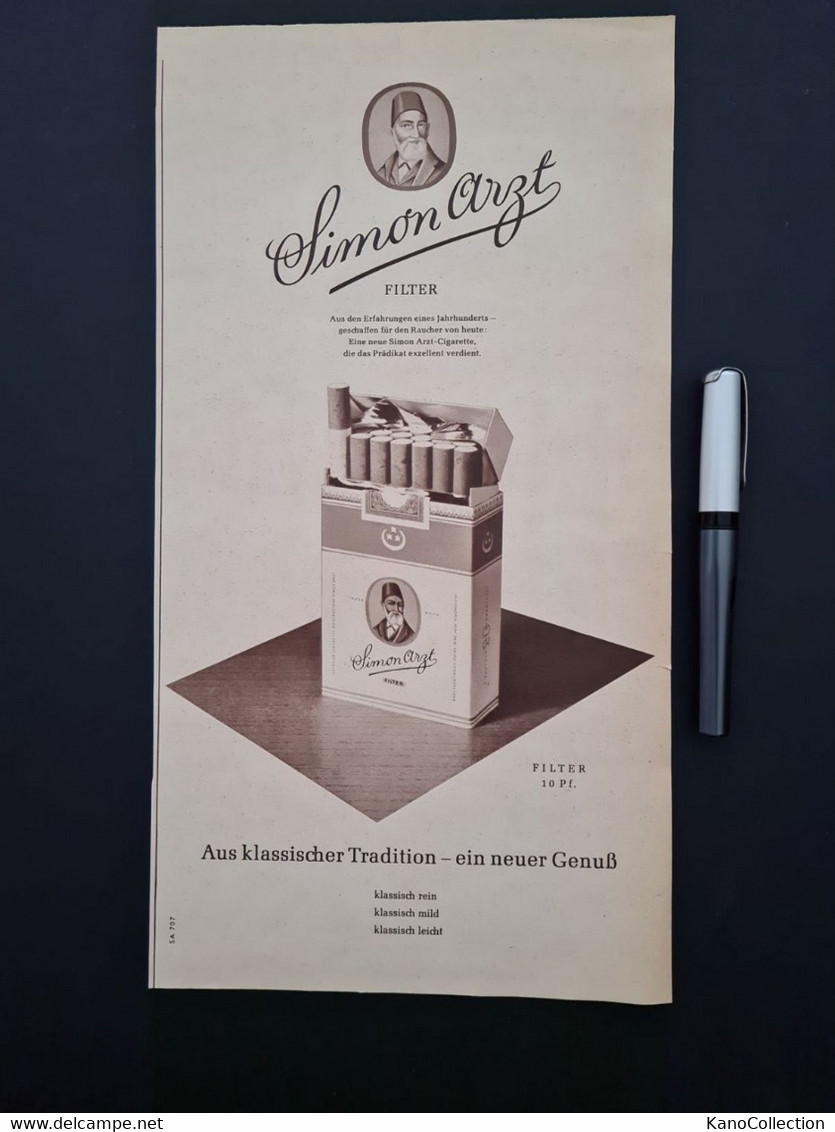 Simon Arzt
FILTER
Aus den Erfahrungen eines Jahrhunderts –
geschaffen für den Raucher von heute:
Eine neue Simon Arzt-Cigarette,
die das Prädikat exzellent verdient.
Simon Arzt
FILTER
FILTER
10 Pf.
Aus klassischer Tradition – ein neuer Genuß
klassisch rein
klassisch mild
klassisch leicht
SA 707
https://www.delcampe.net
KanoCollection